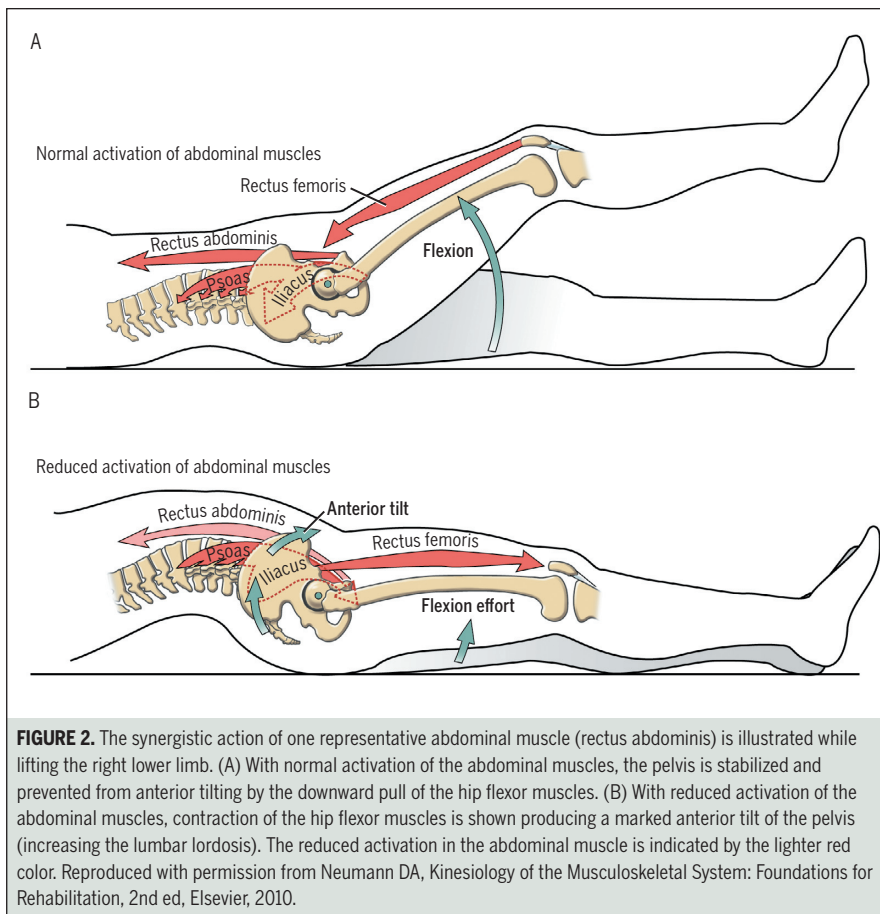 A
Normal activation of abdominal muscles
Rectus femoris
Rectus abdominis
Psoas
Iliacus
Flexion
B
Reduced activation of abdominal muscles
Rectus abdominis
Anterior tilt
Psoas
Iliacus
Rectus femoris
Flexion effort
FIGURE 2. The synergistic action of one representative abdominal muscle (rectus abdominis) is illustrated while
lifting the right lower limb. (A) With normal activation of the abdominal muscles, the pelvis is stabilized and
prevented from anterior tilting by the downward pull of the hip flexor muscles. (B) With reduced activation of the
abdominal muscles, contraction of the hip flexor muscles is shown producing a marked anterior tilt of the pelvis
(increasing the lumbar lordosis). The reduced activation in the abdominal muscle is indicated by the lighter red
color. Reproduced with permission from Neumann DA, Kinesiology of the Musculoskeletal System: Foundations for
Rehabilitation, 2nd ed, Elsevier, 2010.